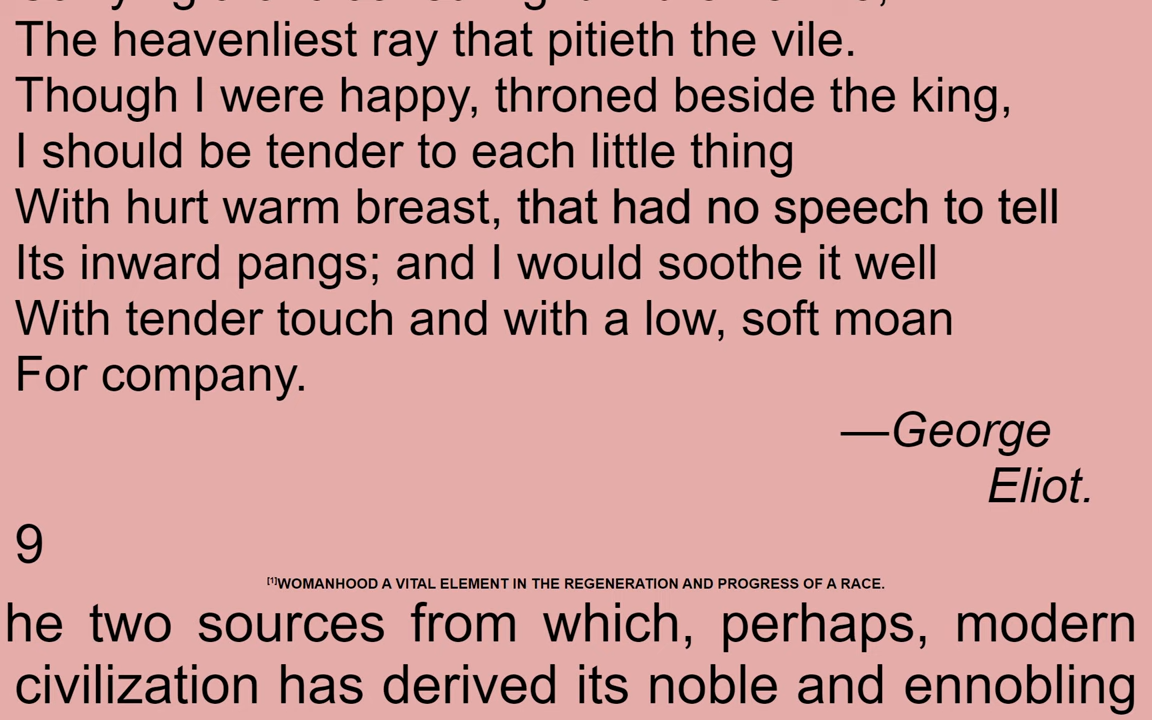 The heavenliest ray that pitieth the vile.
Though I were happy, throned beside the king,
I should be tender to each little thing
With hurt warm breast, that had no speech to tell
Its inward pangs; and I would soothe it well
With tender touch and with a low, soft moan
For company.
—George
Eliot.
9
[1]WOMANHOOD A VITAL ELEMENT IN THE REGENERATION AND PROGRESS OF A RACE.
he two sources from which, perhaps, modern
civilization has derived its noble and ennobling